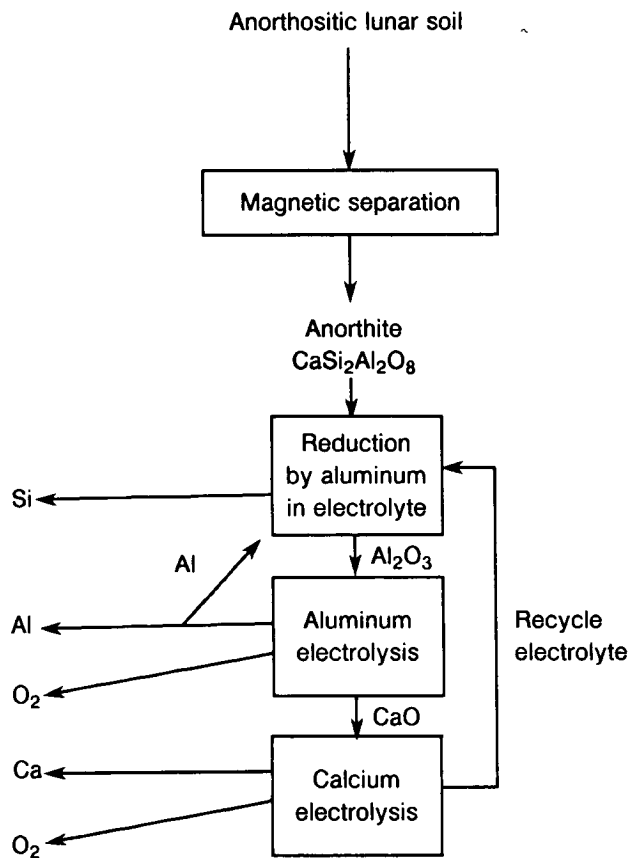 Anorthositic lunar soil
Magnetic separation
Anorthite
CaSi₂Al₂O₈
Reduction
by aluminum
in electrolyte
Si
Al
Al₂O₃
Al
Aluminum
electrolysis
Recycle
electrolyte
O₂
CaO
Ca
Calcium
electrolysis
O₂